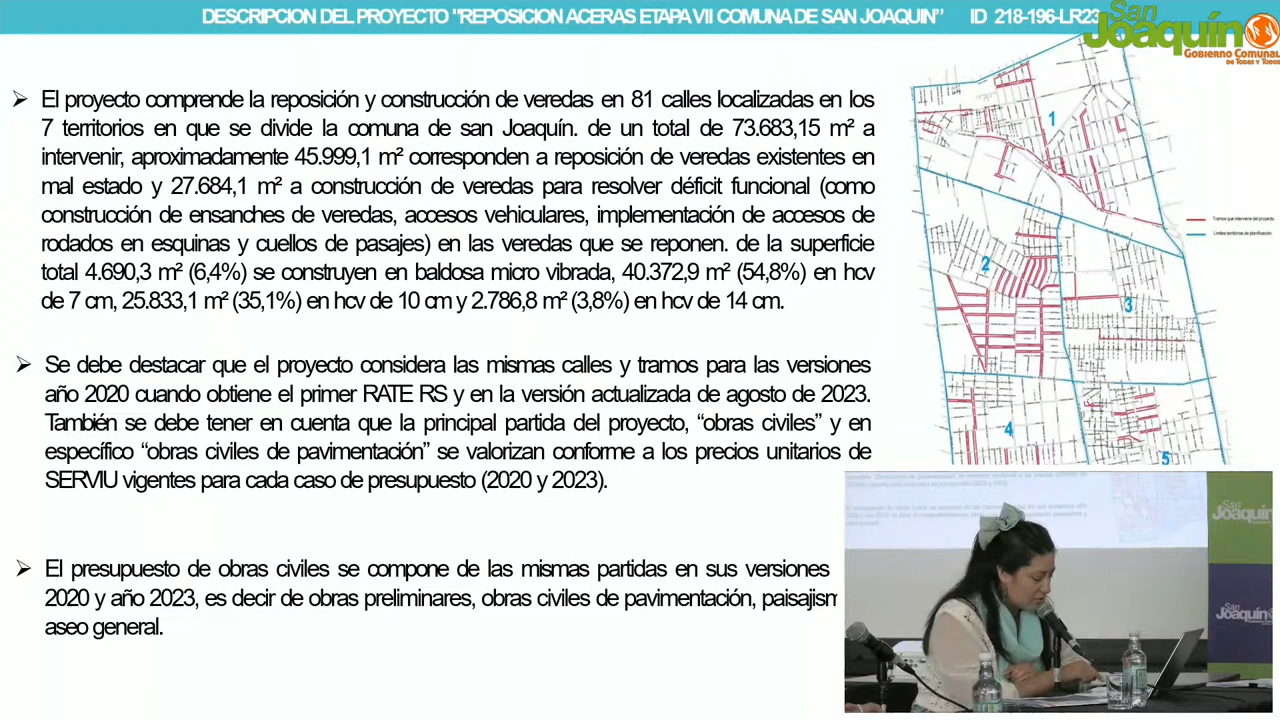 DESCRIPCION DEL PROYECTO "REPOSICION ACERAS ETAPA VII COMUNA DE SAN JOAQUIN" ID 218-196-LR23
San
Joaquín
GOBIERNO COMUNAL
de Todas y Todos
El proyecto comprende la reposición y construcción de veredas en 81 calles localizadas en los
7 territorios en que se divide la comuna de san Joaquín. de un total de 73.683,15 m² a
intervenir, aproximadamente 45.999,1 m² corresponden a reposición de veredas existentes en
mal estado y 27.684,1 m² a construcción de veredas para resolver déficit funcional (como
construcción de ensanches de veredas, accesos vehiculares, implementación de accesos de
rodados en esquinas y cuellos de pasajes) en las veredas que se reponen. de la superficie
total 4.690,3 m² (6,4%) se construyen en baldosa micro vibrada, 40.372,9 m² (54,8%) en hcv
de 7 cm, 25.833,1 m² (35,1%) en hcv de 10 cm y 2.786,8 m² (3,8%) en hcv de 14 cm.
Se debe destacar que el proyecto considera las mismas calles y tramos para las versiones
año 2020 cuando obtiene el primer RATE RS y en la versión actualizada de agosto de 2023.
También se debe tener en cuenta que la principal partida del proyecto, “obras civiles” y en
específico “obras civiles de pavimentación” se valorizan conforme a los precios unitarios de
SERVIU vigentes para cada caso de presupuesto (2020 y 2023).
El presupuesto de obras civiles se compone de las mismas partidas en sus versiones
2020 y año 2023, es decir de obras preliminares, obras civiles de pavimentación, paisajism
aseo general.
1
2
3
4
5
Tramos que interviene del proyecto
Límites territorios de planificación
San
Joaquín
San
Joaquín